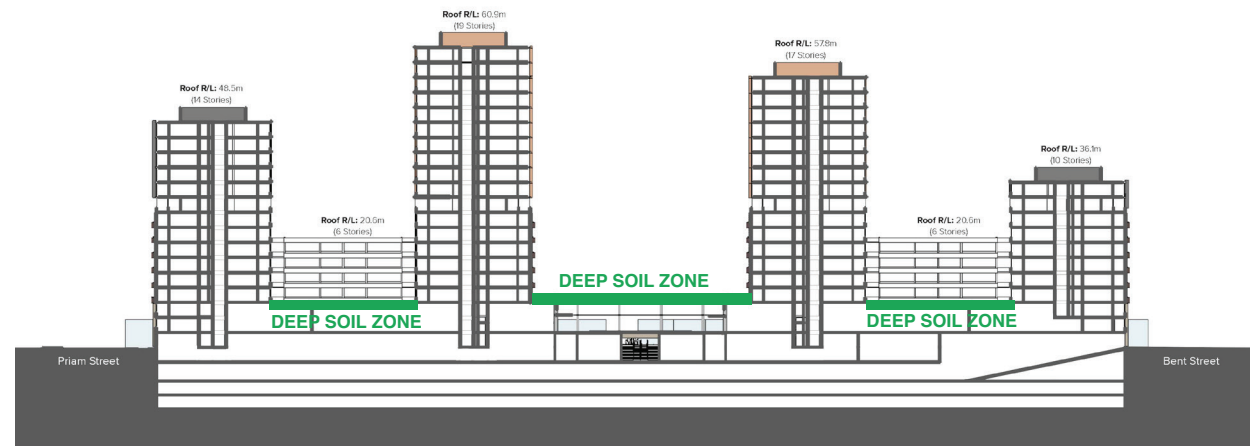 Roof R/L: 60.9m
(19 Stories)
Roof R/L: 57.8m
(17 Stories)
Roof R/L: 48.5m
(14 Stories)
Roof R/L: 36.1m
(10 Stories)
Roof R/L: 20.6m
(6 Stories)
Roof R/L: 20.6m
(6 Stories)
DEEP SOIL ZONE
DEEP SOIL ZONE
DEEP SOIL ZONE
Priam Street
Bent Street